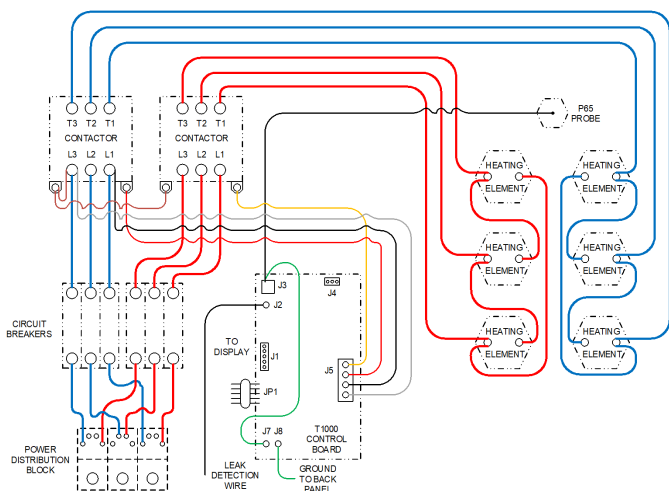 T3 T2 T1
CONTACTOR
L3 L2 L1
T3 T2 T1
CONTACTOR
L3 L2 L1
P65
PROBE
HEATING
ELEMENT
HEATING
ELEMENT
HEATING
ELEMENT
HEATING
ELEMENT
HEATING
ELEMENT
HEATING
ELEMENT
CIRCUIT
BREAKERS
J3
J4
J2
TO
DISPLAY
J1
J5
JP1
J7 J8
T1000
CONTROL
BOARD
POWER
DISTRIBUTION
BLOCK
LEAK
DETECTION
WIRE
GROUND
TO BACK
PANEL